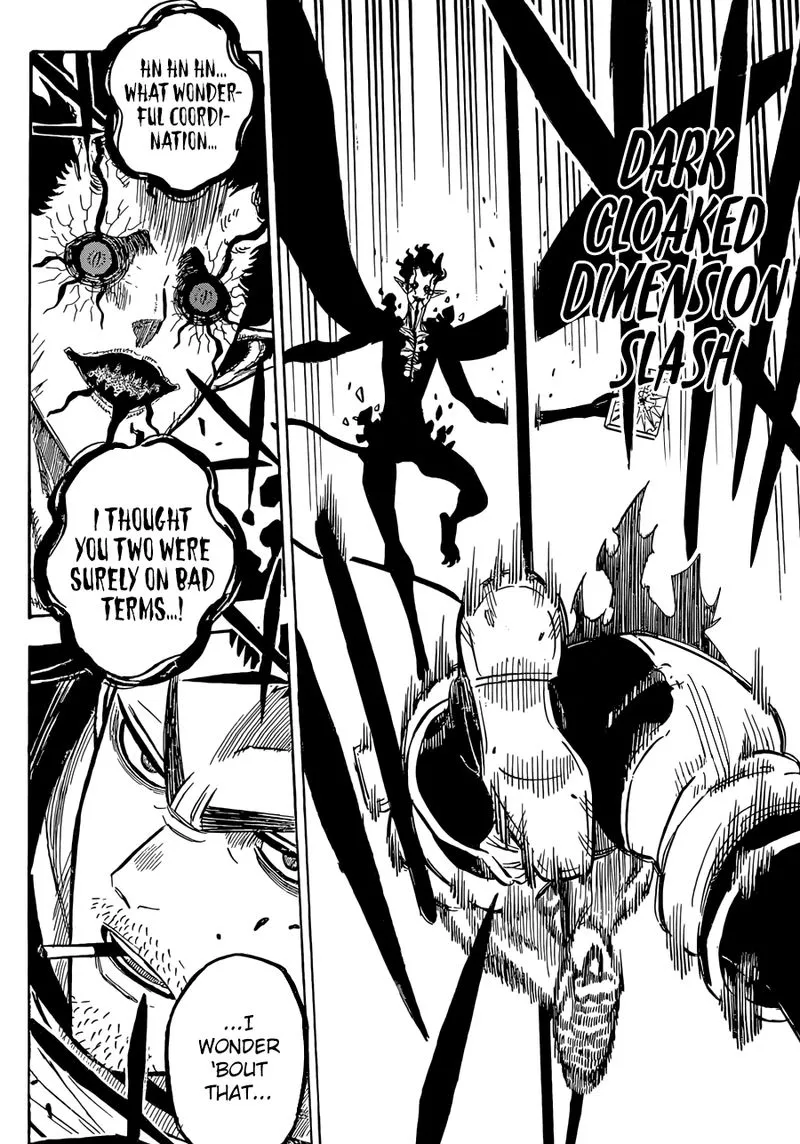 DARK
CLOAKED
DIMENSION
SLASH
HN HN HN...
WHAT WONDER-
FUL COORDI-
NATION...
I THOUGHT
YOU TWO WERE
SURELY ON BAD
TERMS...!
...I
WONDER
'BOUT
THAT...